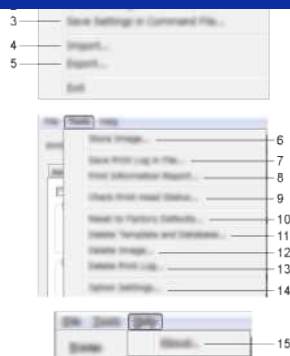 3 Save Settings in Command File...
4 Import...
5 Export...
Exit
File Tools Help
Store Image... 6
Save Print Log in File... 7
Print Information Report... 8
Check Print Head Status... 9
Reset to Factory Defaults... 10
Delete Template and Database... 11
Delete Image... 12
Delete Print Log... 13
Option Settings... 14
File Tools Help
Printer About... 15